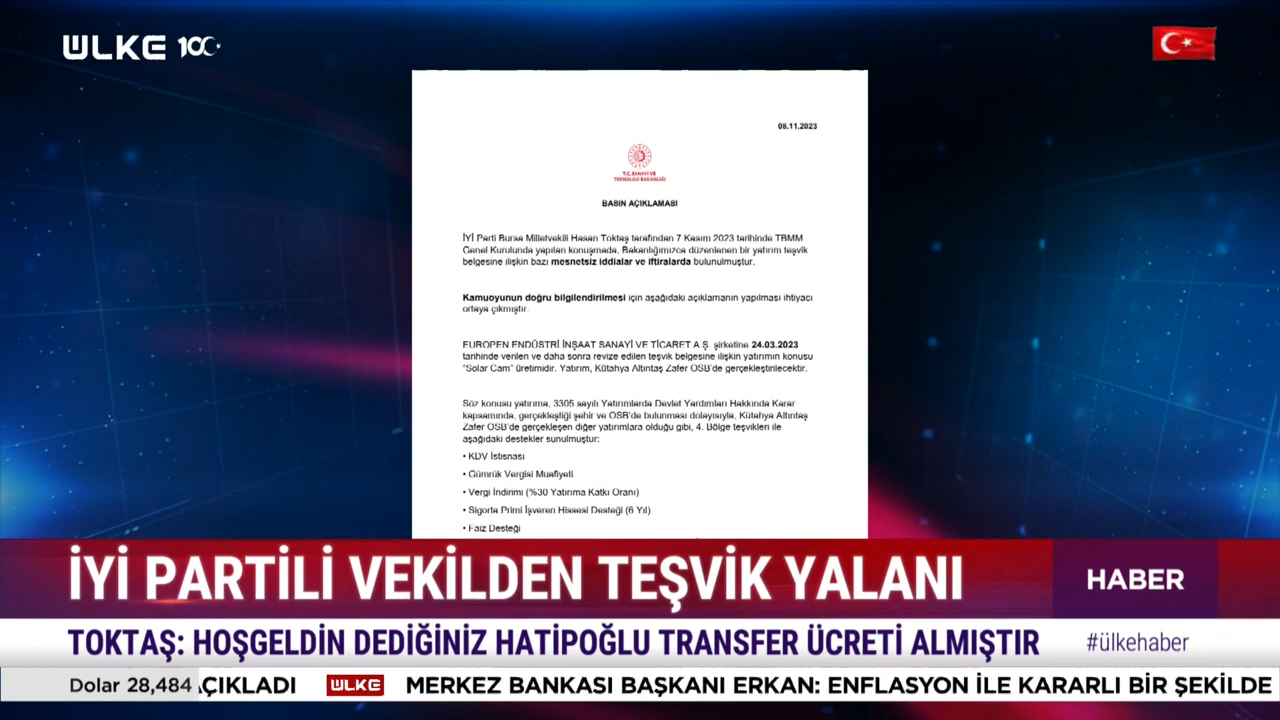 ÜLKE 100
08.11.2023
T.C. SANAYİ VE
TEKNOLOJİ BAKANLIĞI
BASIN AÇIKLAMASI
İYİ Parti Bursa Milletvekili Hasan Toktaş tarafından 7 Kasım 2023 tarihinde TBMM
Genel Kurulunda yapılan konuşmada, Bakanlığımızca düzenlenen bir yatırım teşvik
belgesine ilişkin bazı mesnetsiz iddialar ve iftiralarda bulunulmuştur.
Kamuoyunun doğru bilgilendirilmesi için aşağıdaki açıklamanın yapılması ihtiyacı
ortaya çıkmıştır.
EUROPEN ENDÜSTRİ İNŞAAT SANAYİ VE TİCARET A.Ş. şirketine 24.03.2023
tarihinde verilen ve daha sonra revize edilen teşvik belgesine ilişkin yatırımın konusu
"Solar Cam" üretimidir. Yatırım, Kütahya Altıntaş Zafer OSB'de gerçekleştirilecektir.
Söz konusu yatırıma, 3305 sayılı Yatırımlarda Devlet Yardımları Hakkında Karar
kapsamında, gerçekleştiği şehir ve OSB'de bulunması dolayısıyla, Kütahya Altıntaş
Zafer OSB'de gerçekleşen diğer yatırımlara olduğu gibi, 4. Bölge teşvikleri ile
aşağıdaki destekler sunulmuştur:
• KDV İstisnası
• Gümrük Vergisi Muafiyeti
• Vergi İndirimi (%30 Yatırıma Katkı Oranı)
• Sigorta Primi İşveren Hissesi Desteği (6 Yıl)
• Faiz Desteği
İYİ PARTİLİ VEKİLDEN TEŞVİK YALANI
HABER
TOKTAŞ: HOŞGELDİN DEDİĞİNİZ HATİPOĞLU TRANSFER ÜCRETİ ALMIŞTIR
#ülkehaber
Dolar 28,484 AÇIKLADI ÜLKE MERKEZ BANKASI BAŞKANI ERKAN: ENFLASYON İLE KARARLI BİR ŞEKİLDE